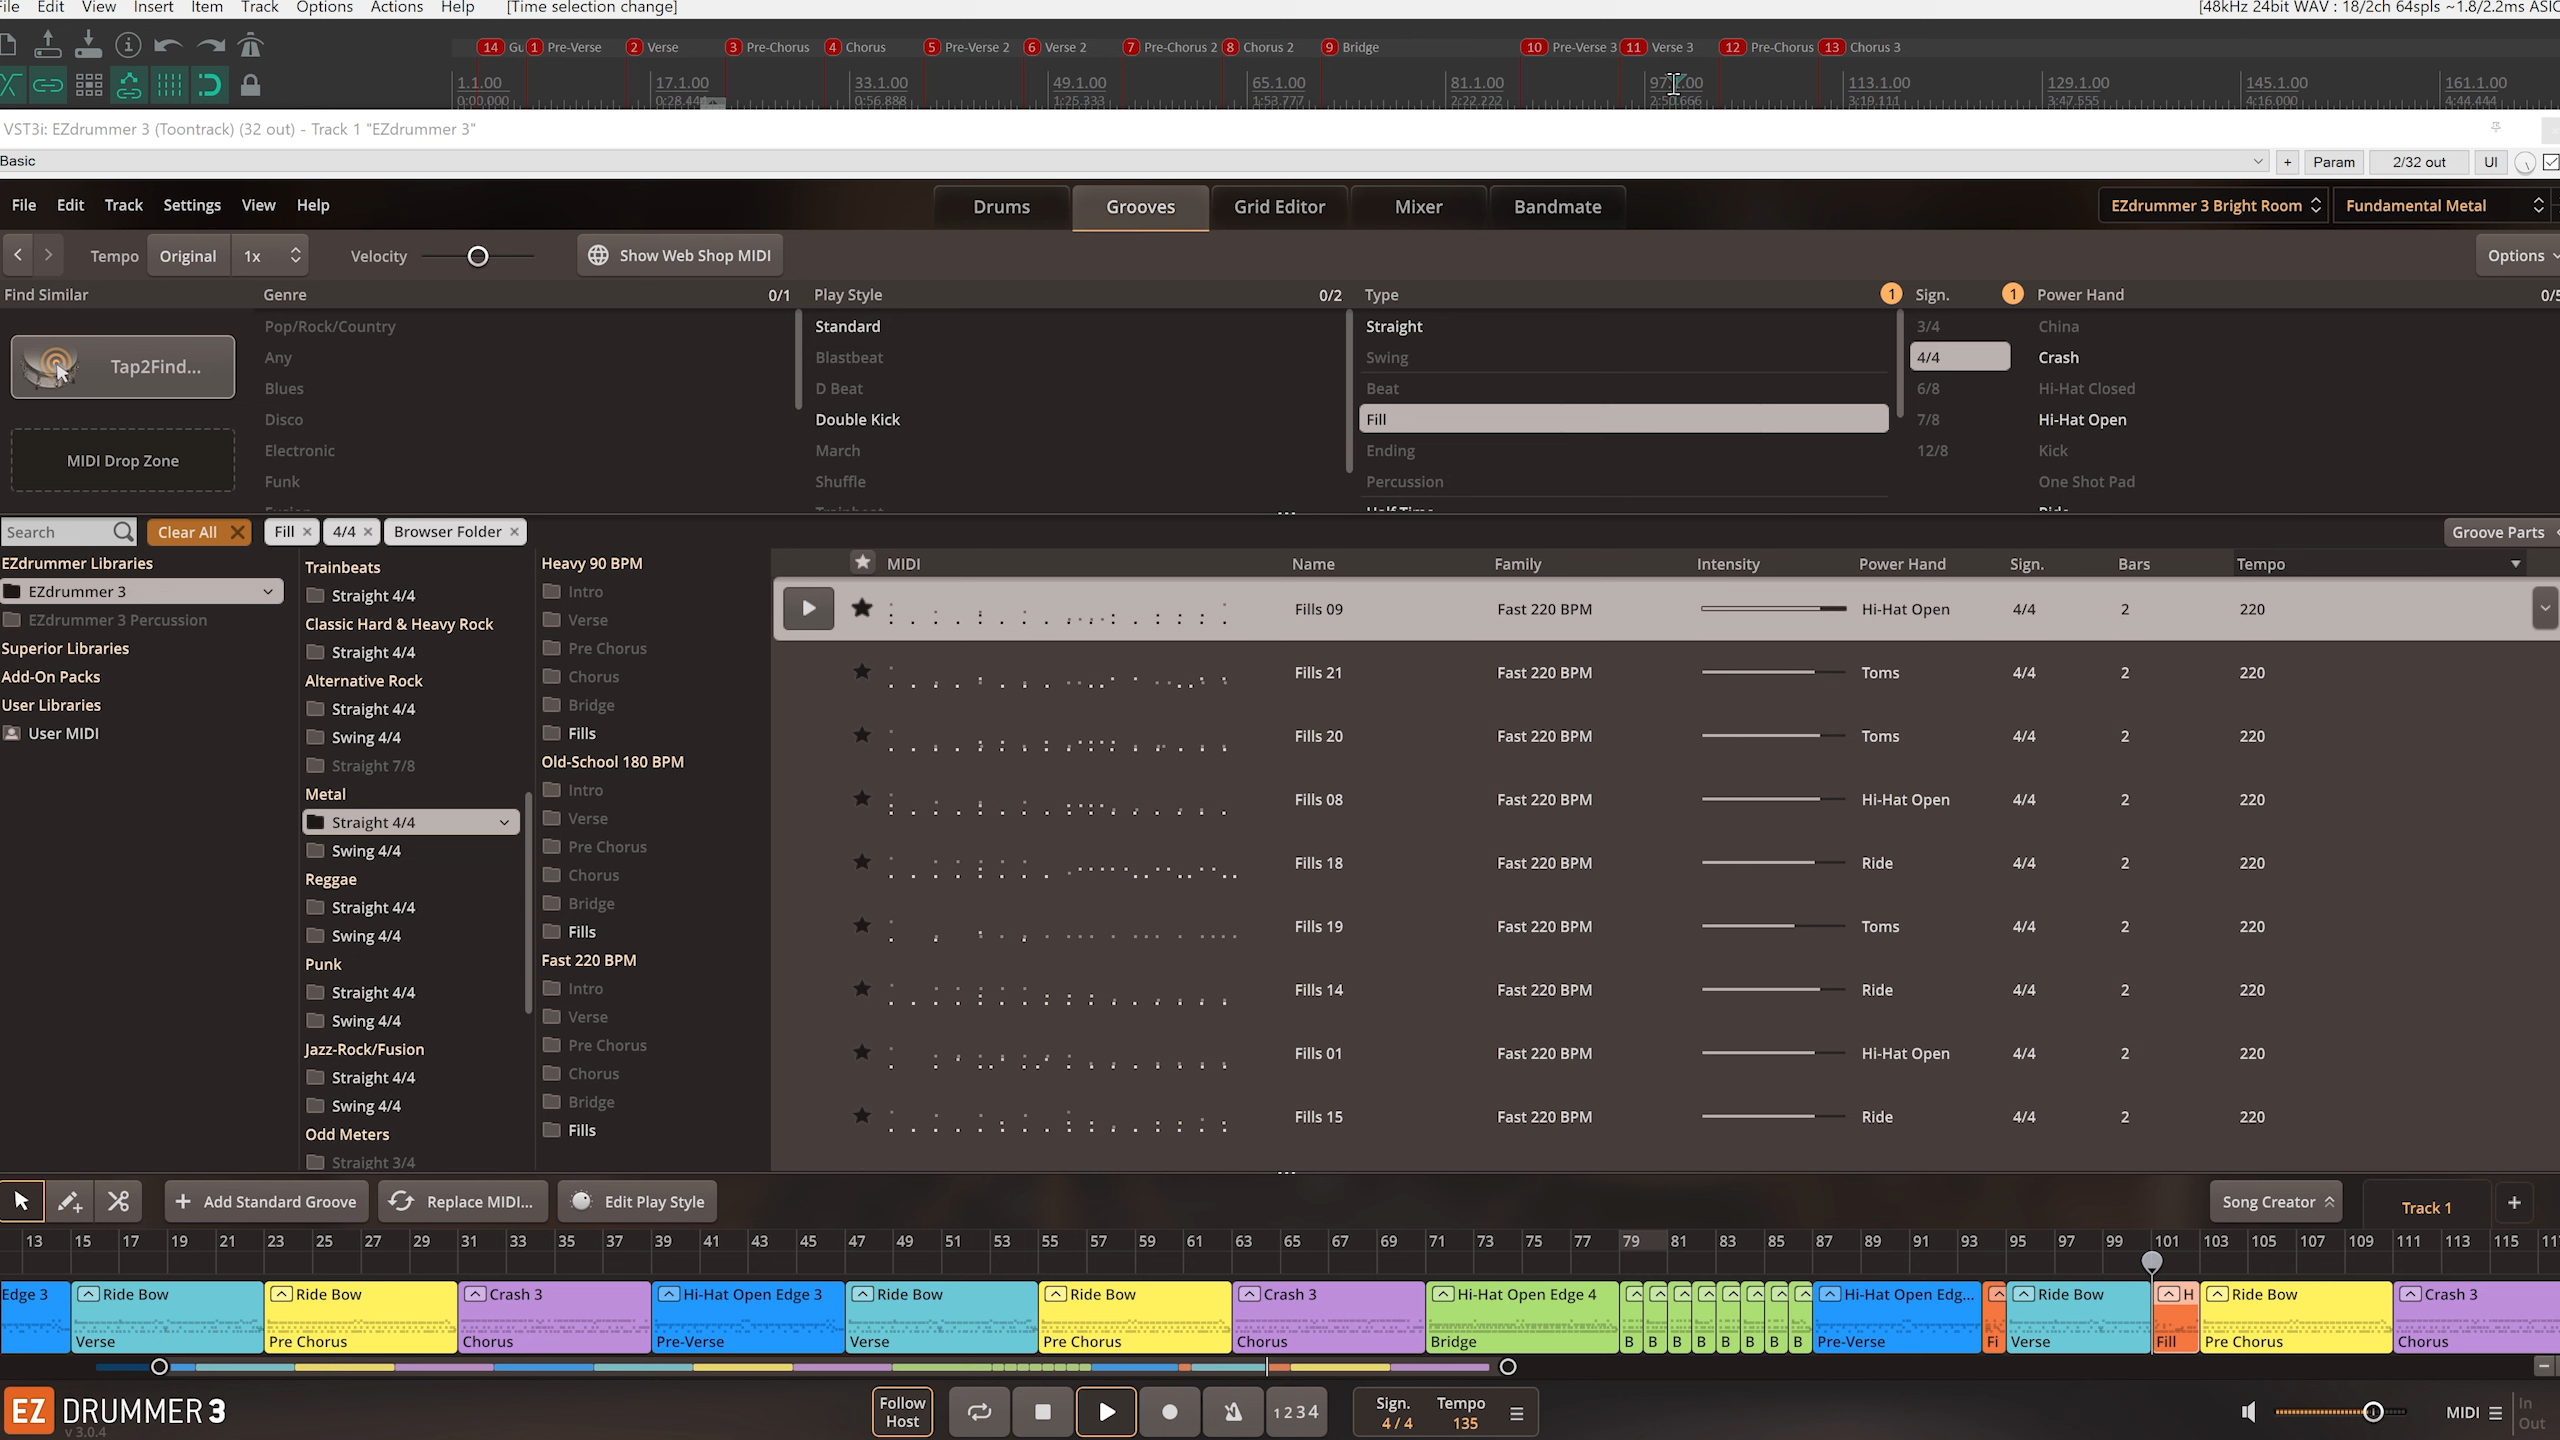 File Edit View Insert Item Track Options Actions Help [Time selection change] [48kHz 24bit WAV : 18/2ch 64spls ~1.8/2.2ms ASIO
14 Gu 1 Pre-Verse 2 Verse 3 Pre-Chorus 4 Chorus 5 Pre-Verse 2 6 Verse 2 7 Pre-Chorus 2 8 Chorus 2 9 Bridge 10 Pre-Verse 3 11 Verse 3 12 Pre-Chorus 13 Chorus 3
1.1.00 17.1.00 33.1.00 49.1.00 65.1.00 81.1.00 97.1.00 113.1.00 129.1.00 145.1.00 161.1.00
0:00.000 0:28.444 0:56.888 1:25.333 1:53.777 2:22.222 2:50.666 3:19.111 3:47.555 4:16.000 4:44.444
VST3i: EZdrummer 3 (Toontrack) (32 out) - Track 1 "EZdrummer 3"
Basic + Param 2/32 out UI
File Edit Track Settings View Help Drums Grooves Grid Editor Mixer Bandmate EZdrummer 3 Bright Room Fundamental Metal
Tempo Original 1x Velocity Show Web Shop MIDI Options
Find Similar Genre 0/1 Play Style 0/2 Type 1 Sign. 1 Power Hand 0/5
Pop/Rock/Country Standard Straight 3/4 China
Tap2Find... Any Blastbeat Swing 4/4 Crash
Blues D Beat Beat 6/8 Hi-Hat Closed
Disco Double Kick Fill 7/8 Hi-Hat Open
MIDI Drop Zone Electronic March Ending 12/8 Kick
Funk Shuffle Percussion One Shot Pad
Fusion Trainbeat Half Time Ride
Search Clear All Fill 4/4 Browser Folder Groove Parts
EZdrummer Libraries
EZdrummer 3
EZdrummer 3 Percussion
Superior Libraries
Add-On Packs
User Libraries
User MIDI
Trainbeats
Straight 4/4
Classic Hard & Heavy Rock
Straight 4/4
Alternative Rock
Straight 4/4
Swing 4/4
Straight 7/8
Metal
Straight 4/4
Swing 4/4
Reggae
Straight 4/4
Swing 4/4
Punk
Straight 4/4
Swing 4/4
Jazz-Rock/Fusion
Straight 4/4
Swing 4/4
Odd Meters
Straight 3/4
Heavy 90 BPM
Intro
Verse
Pre Chorus
Chorus
Bridge
Fills
Old-School 180 BPM
Intro
Verse
Pre Chorus
Chorus
Bridge
Fills
Fast 220 BPM
Intro
Verse
Pre Chorus
Chorus
Bridge
Fills
MIDI Name Family Intensity Power Hand Sign. Bars Tempo
Fills 09 Fast 220 BPM Hi-Hat Open 4/4 2 220
Fills 21 Fast 220 BPM Toms 4/4 2 220
Fills 20 Fast 220 BPM Toms 4/4 2 220
Fills 08 Fast 220 BPM Hi-Hat Open 4/4 2 220
Fills 18 Fast 220 BPM Ride 4/4 2 220
Fills 19 Fast 220 BPM Toms 4/4 2 220
Fills 14 Fast 220 BPM Ride 4/4 2 220
Fills 01 Fast 220 BPM Hi-Hat Open 4/4 2 220
Fills 15 Fast 220 BPM Ride 4/4 2 220
+ Add Standard Groove Replace MIDI... Edit Play Style Song Creator Track 1 +
13 15 17 19 21 23 25 27 29 31 33 35 37 39 41 43 45 47 49 51 53 55 57 59 61 63 65 67 69 71 73 75 77 79 81 83 85 87 89 91 93 95 97 99 101 103 105 107 109 111 113 115 117
Edge 3 Ride Bow Ride Bow Crash 3 Hi-Hat Open Edge 3 Ride Bow Ride Bow Crash 3 Hi-Hat Open Edge 4 Hi-Hat Open Edg... Ride Bow H Ride Bow Crash 3
Verse Pre Chorus Chorus Pre-Verse Verse Pre Chorus Chorus Bridge B B B B B B B B Pre-Verse Fi Verse Fill Pre Chorus Chorus
EZ DRUMMER 3
v 3.0.4
Follow Host 1 2 3 4 Sign. 4 / 4 Tempo 135 MIDI In Out